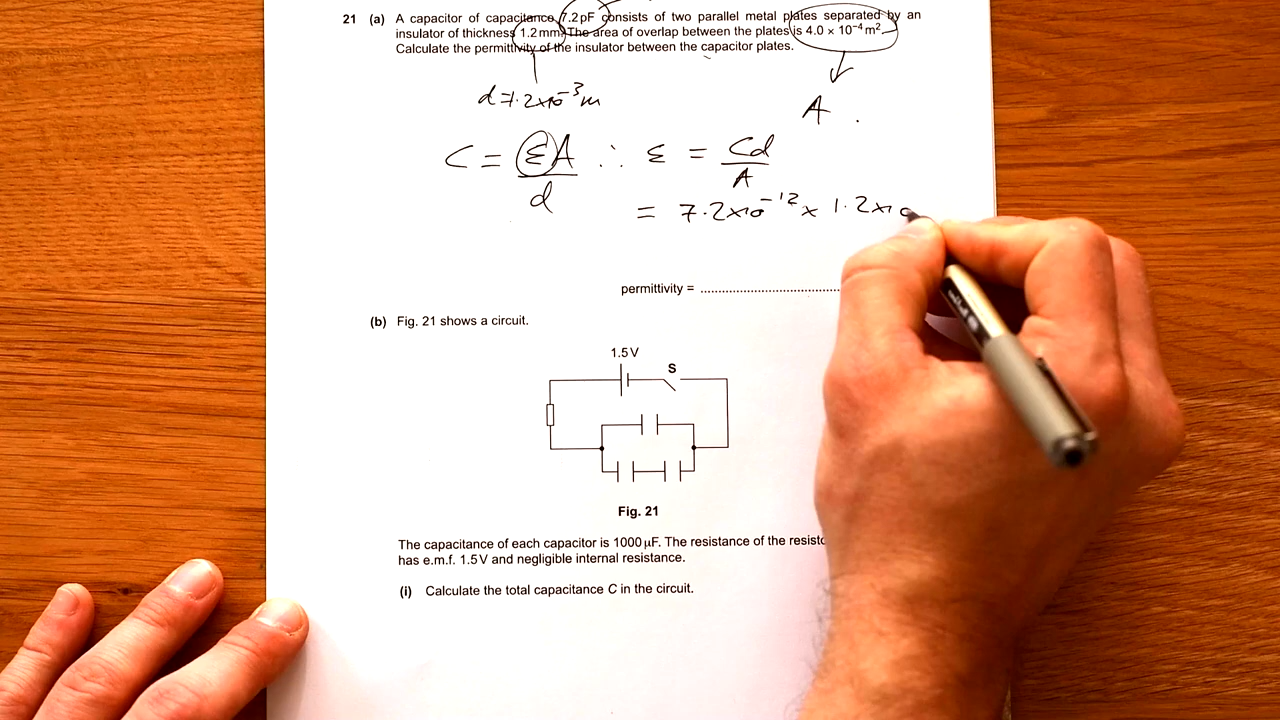 21 (a) A capacitor of capacitance 7.2 pF consists of two parallel metal plates separated by an
insulator of thickness 1.2 mm. The area of overlap between the plates is 4.0 × 10⁻⁴ m².
Calculate the permittivity of the insulator between the capacitor plates.
d=1.2×10⁻³m
A
C = εA/d ∴ ε = Cd/A
= 7.2×10⁻¹² × 1.2×10
permittivity = ..........................................
(b) Fig. 21 shows a circuit.
1.5 V
S
Fig. 21
The capacitance of each capacitor is 1000 μF. The resistance of the
has e.m.f. 1.5 V and negligible internal resistance.
(i) Calculate the total capacitance C in the circuit.